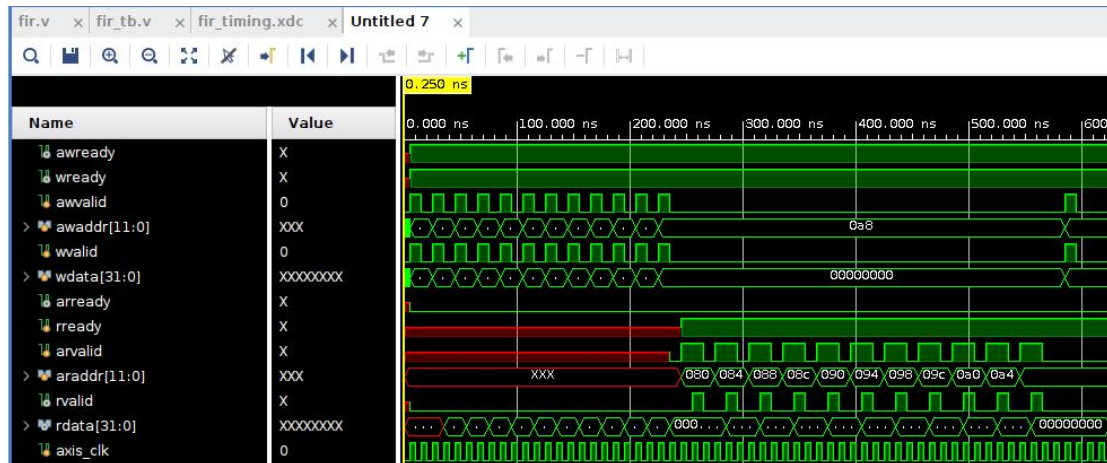 fir.v × fir_tb.v × fir_timing.xdc × Untitled 7 ×
0.250 ns
Name Value 0.000 ns 100.000 ns 200.000 ns 300.000 ns 400.000 ns 500.000 ns 600
awready X
wready X
awvalid 0
> awaddr[11:0] XXX 0a8
wvalid 0
> wdata[31:0] XXXXXXXX 00000000
arready X
rready X
arvalid X
> araddr[11:0] XXX XXX 080 084 088 08c 090 094 098 09c 0a0 0a4
rvalid X
> rdata[31:0] XXXXXXXX ... 000... ... ... ... ... ... ... ... ... 00000000
axis_clk 0